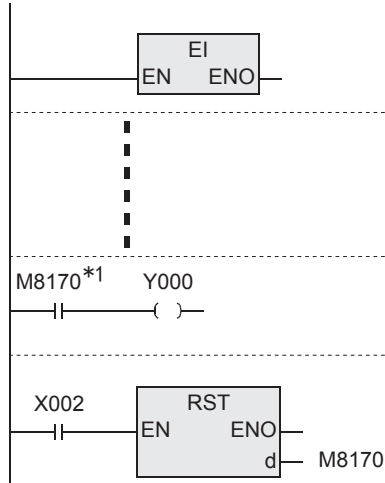 EI
EN ENO
M8170*1 Y000
X002 RST
EN ENO
d M8170